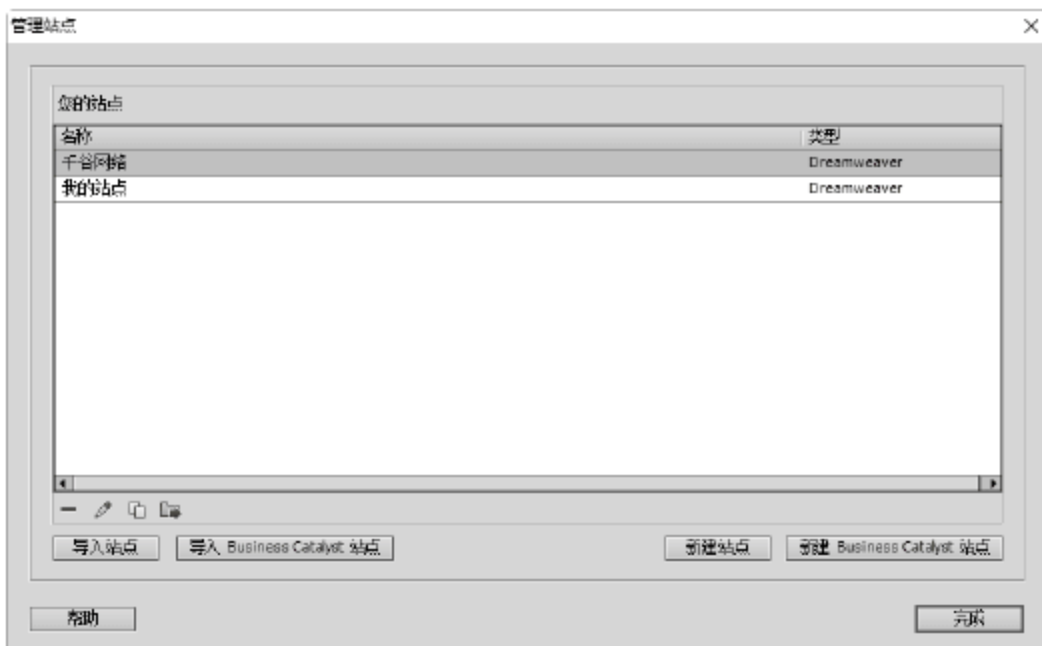 管理站点
您的站点
名称 类型
千谷网络 Dreamweaver
我的站点 Dreamweaver
导入站点 导入 Business Catalyst 站点 新建站点 新建 Business Catalyst 站点
帮助 完成